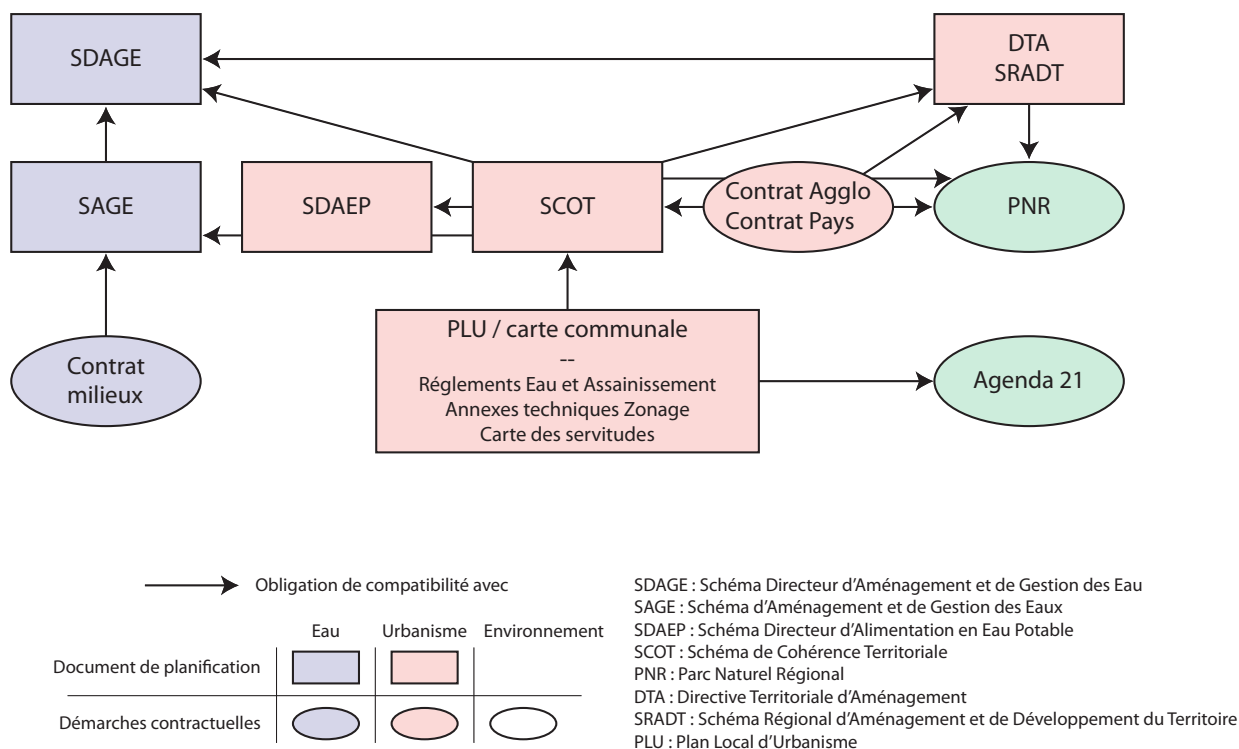 SDAGE
DTA
SRADT
SAGE
SDAEP
SCOT
Contrat Agglo
Contrat Pays
PNR
PLU / carte communale
--
Réglements Eau et Assainissement
Annexes techniques Zonage
Carte des servitudes
Contrat
milieux
Agenda 21
Obligation de compatibilité avec
Eau Urbanisme Environnement
Document de planification
Démarches contractuelles
SDAGE : Schéma Directeur d’Aménagement et de Gestion des Eau
SAGE : Schéma d’Aménagement et de Gestion des Eaux
SDAEP : Schéma Directeur d’Alimentation en Eau Potable
SCOT : Schéma de Cohérence Territoriale
PNR : Parc Naturel Régional
DTA : Directive Territoriale d’Aménagement
SRADT : Schéma Régional d’Aménagement et de Développement du Territoire
PLU : Plan Local d’Urbanisme